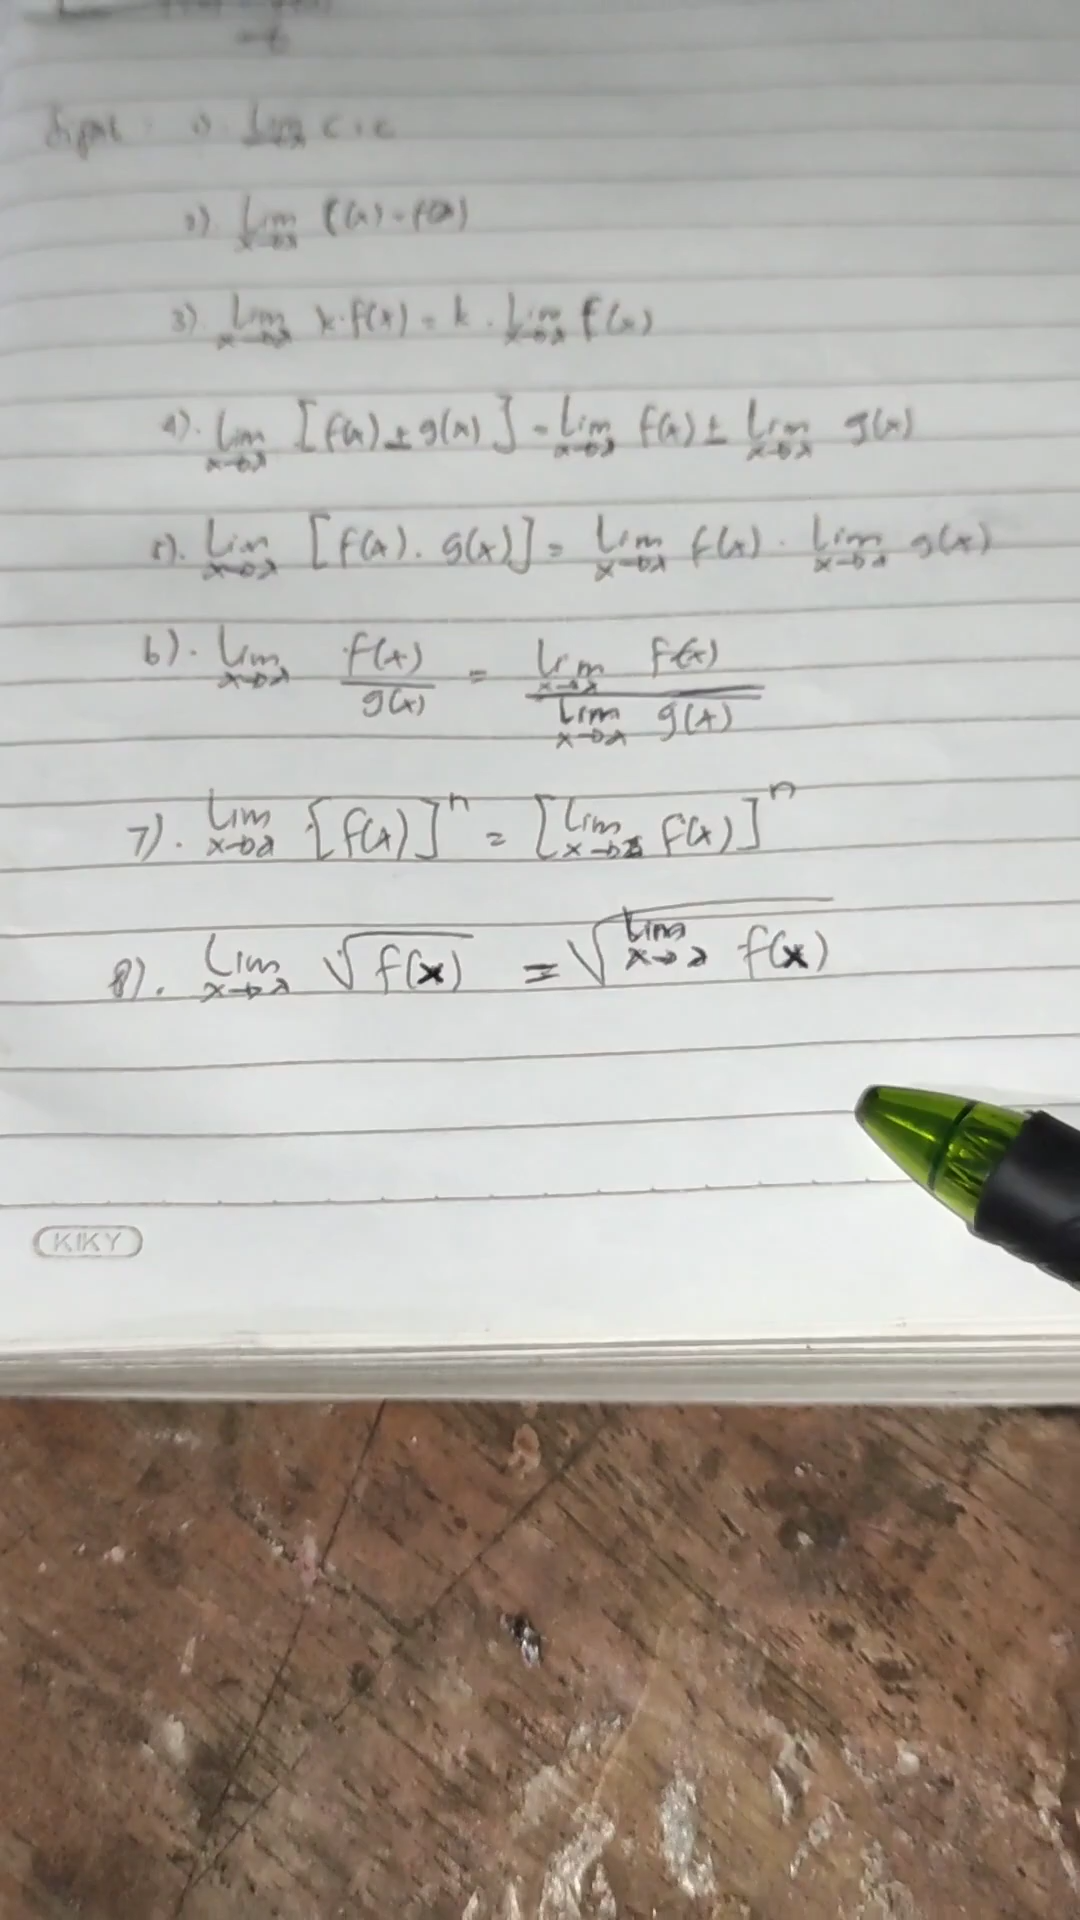 Sifat : 1). Lim x→a C = C
2). Lim x→a f(x) = f(a)
3). Lim x→a k.f(x) = k . Lim x→a f(x)
4). Lim x→a [f(x) ± g(x)] = Lim x→a f(x) ± Lim x→a g(x)
5). Lim x→a [f(x) . g(x)] = Lim x→a f(x) . Lim x→a g(x)
6). Lim x→a f(x)/g(x) = Lim x→a f(x) / Lim x→a g(x)
7). Lim x→a [f(x)]^n = [Lim x→a f(x)]^n
8). Lim x→a √f(x) = √Lim x→a f(x)
KIKY